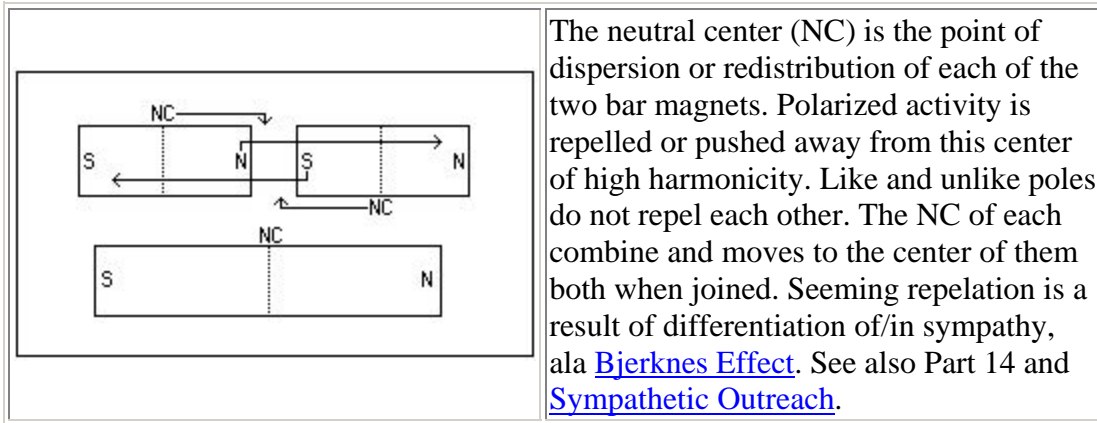 NC
S N S N
NC
NC
S N
The neutral center (NC) is the point of
dispersion or redistribution of each of the
two bar magnets. Polarized activity is
repelled or pushed away from this center
of high harmonicity. Like and unlike poles
do not repel each other. The NC of each
combine and moves to the center of them
both when joined. Seeming repelation is a
result of differentiation of/in sympathy,
ala Bjerknes Effect. See also Part 14 and
Sympathetic Outreach.